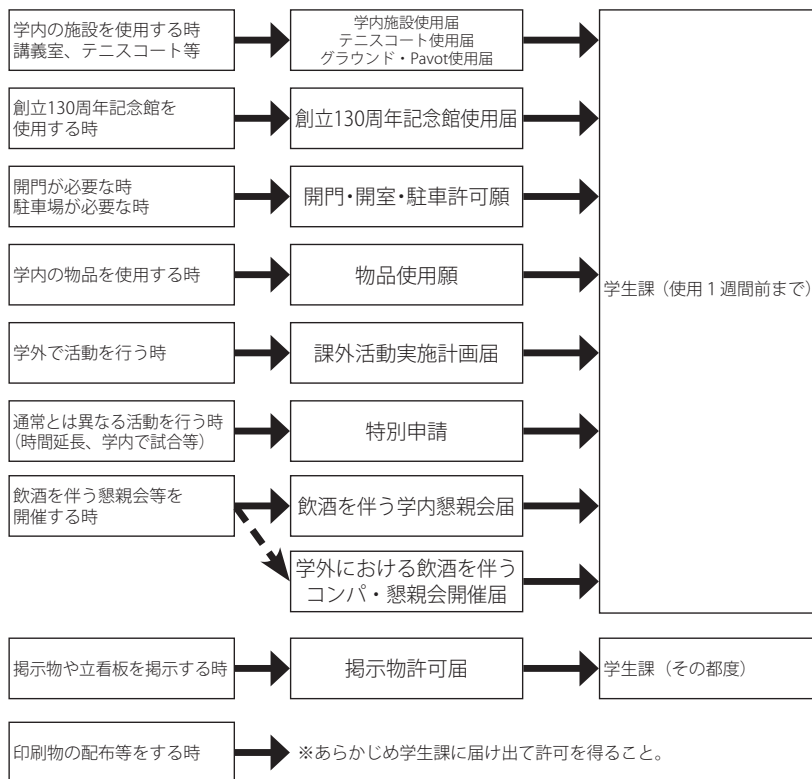 学内の施設を使用する時
講義室、テニスコート等
学内施設使用届
テニスコート使用届
グラウンド・Pavot使用届
創立130周年記念館を
使用する時
創立130周年記念館使用届
開門が必要な時
駐車場が必要な時
開門・開室・駐車許可願
学内の物品を使用する時
物品使用願
学生課（使用１週間前まで）
学外で活動を行う時
課外活動実施計画届
通常とは異なる活動を行う時
（時間延長、学内で試合等）
特別申請
飲酒を伴う懇親会等を
開催する時
飲酒を伴う学内懇親会届
学外における飲酒を伴う
コンパ・懇親会開催届
掲示物や立看板を掲示する時
掲示物許可届
学生課（その都度）
印刷物の配布等をする時
※あらかじめ学生課に届け出て許可を得ること。